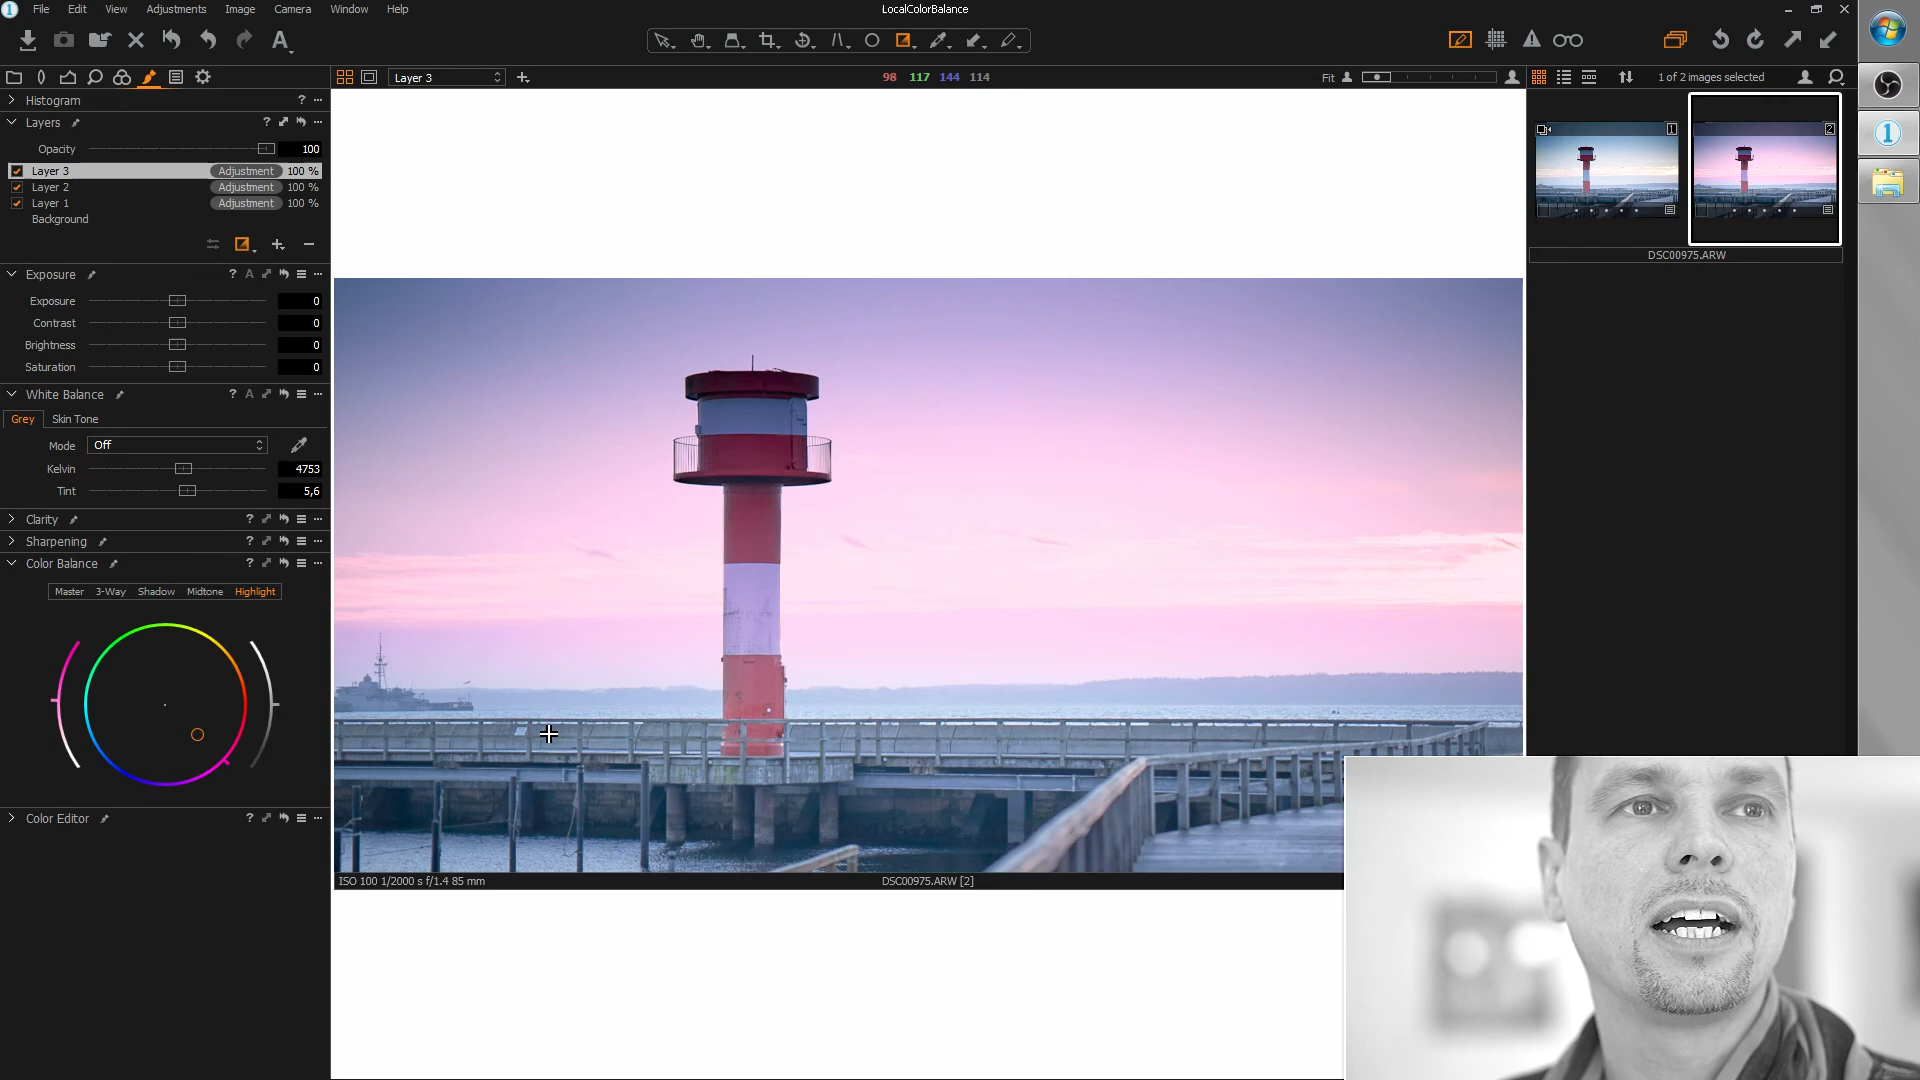 File Edit View Adjustments Image Camera Window Help
LocalColorBalance
Layer 3
98 117 144 114
Fit
1 of 2 images selected
Histogram
Layers
Opacity 100
Layer 3 Adjustment 100 %
Layer 2 Adjustment 100 %
Layer 1 Adjustment 100 %
Background
Exposure
Exposure 0
Contrast 0
Brightness 0
Saturation 0
White Balance
Grey Skin Tone
Mode Off
Kelvin 4753
Tint 5,6
Clarity
Sharpening
Color Balance
Master 3-Way Shadow Midtone Highlight
Color Editor
1
2
DSC00975.ARW
ISO 100 1/2000 s f/1.4 85 mm
DSC00975.ARW [2]